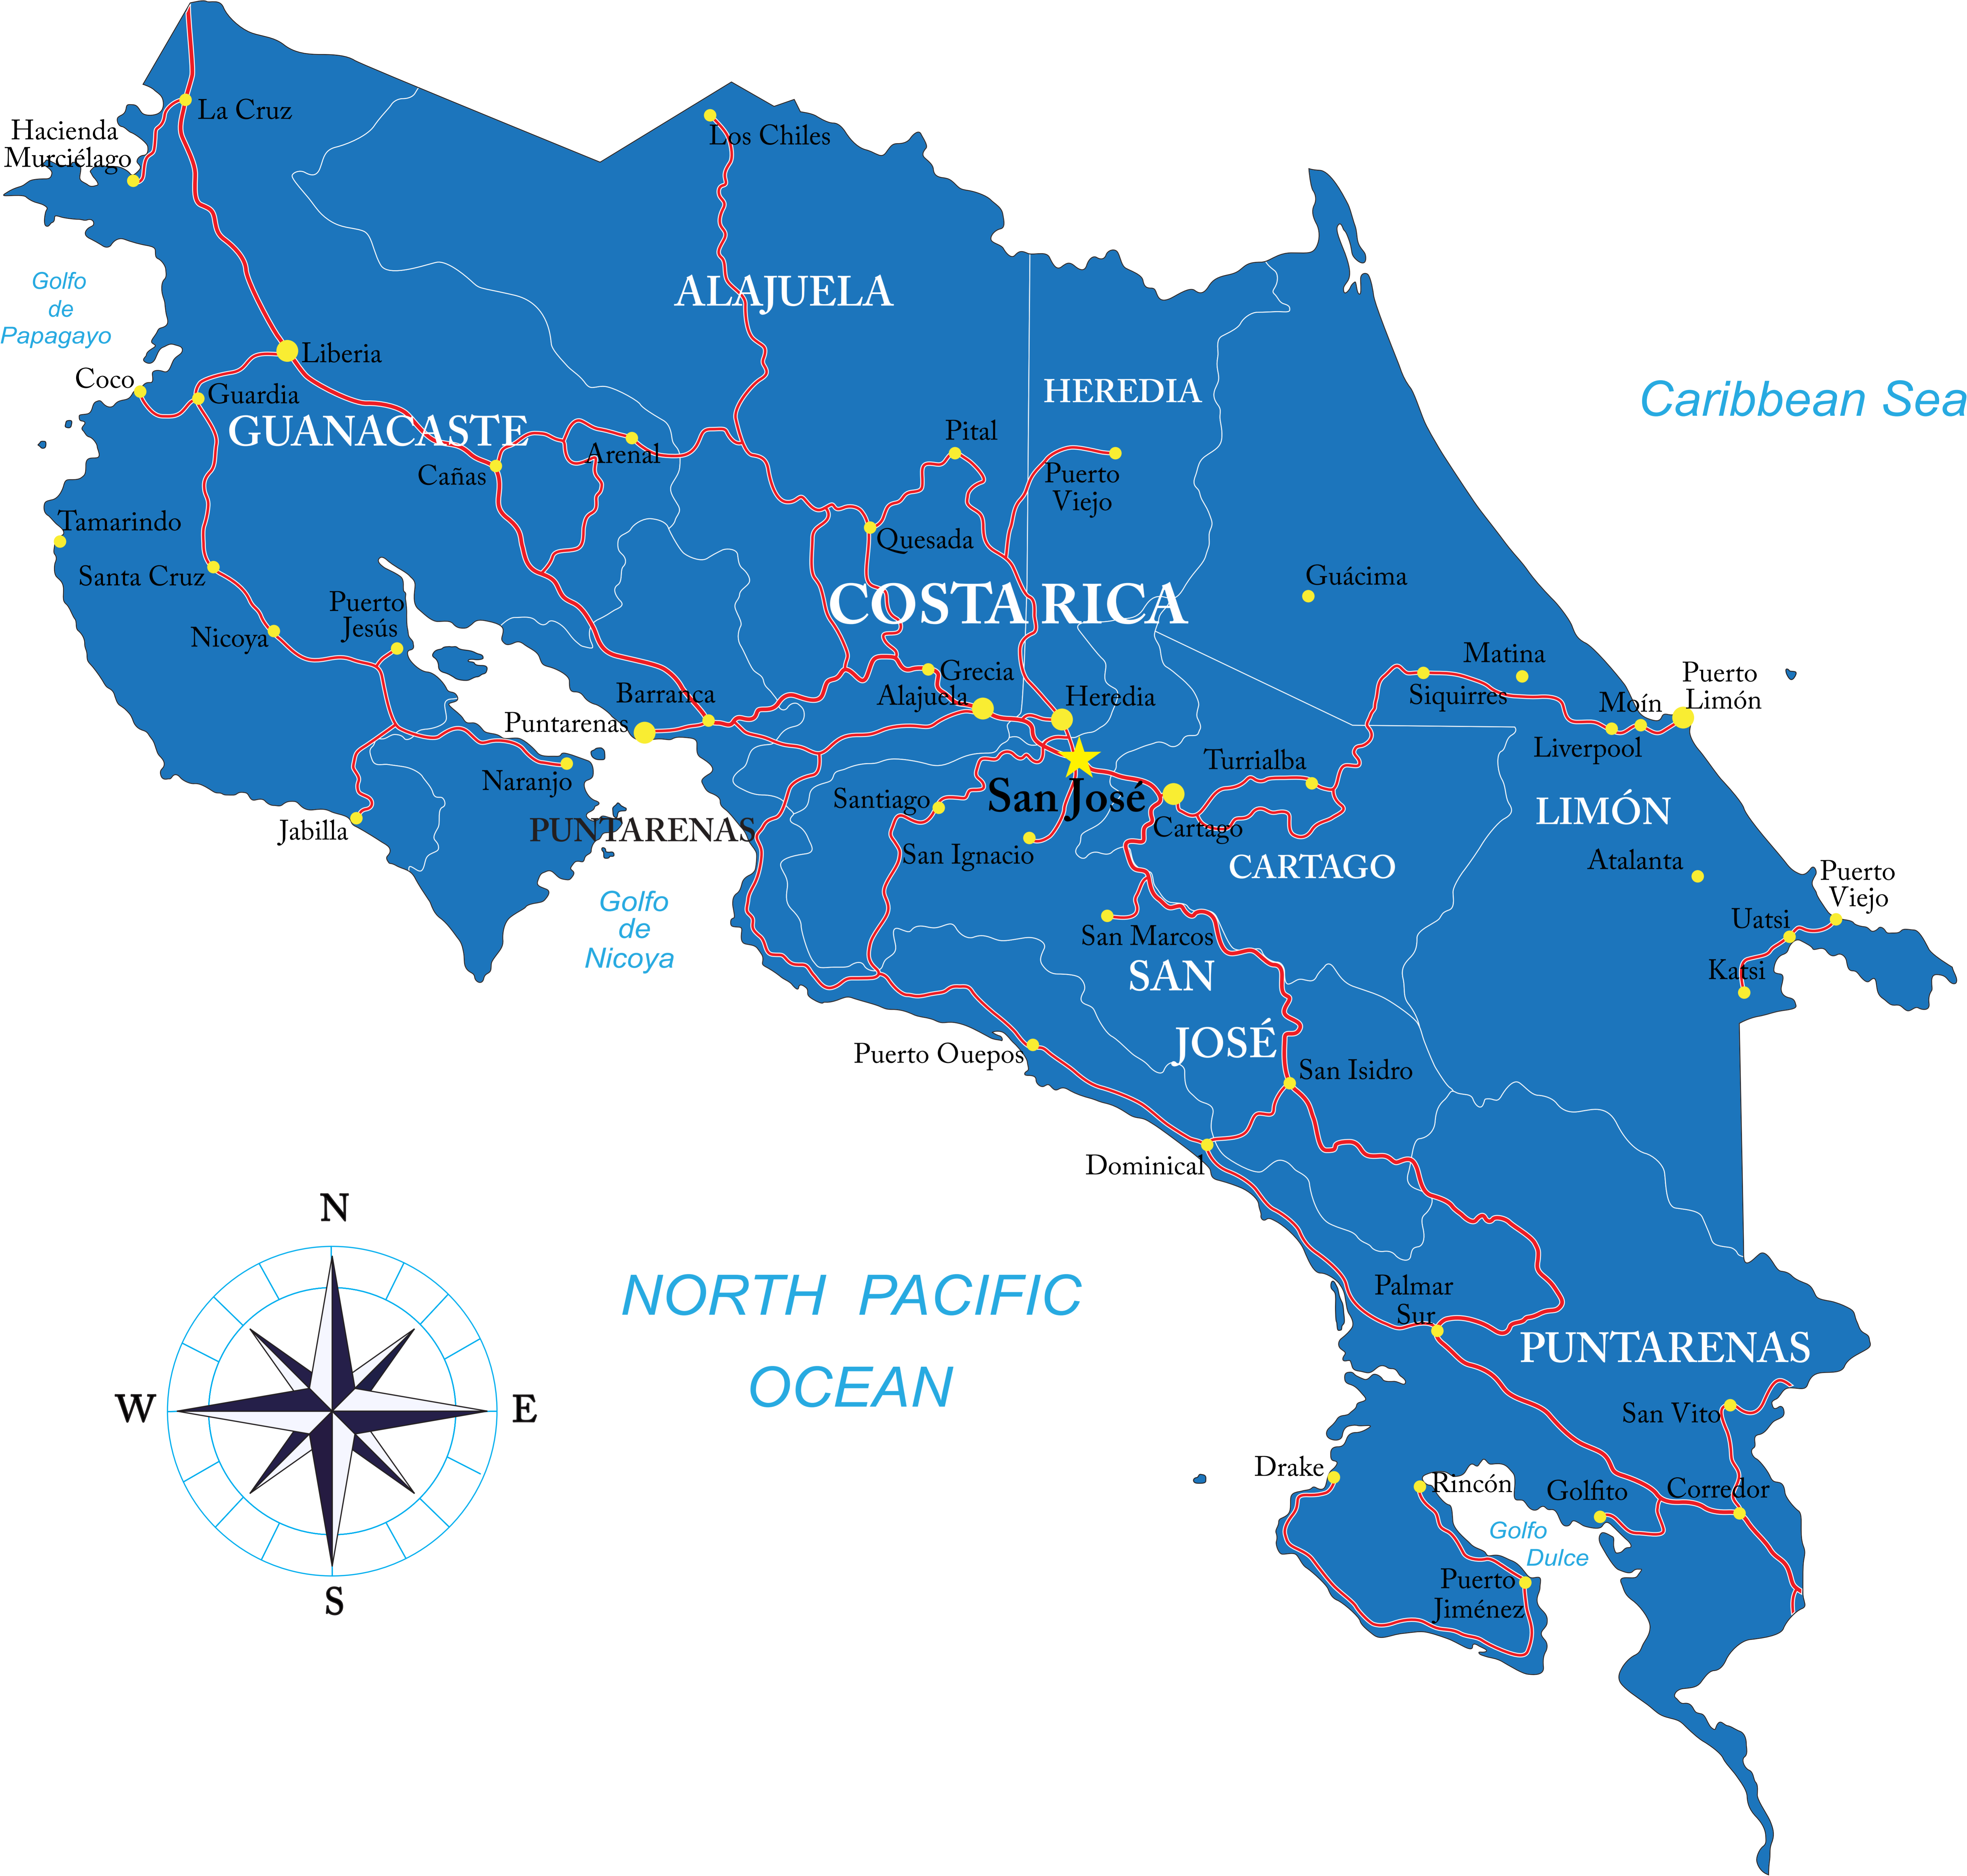 La Cruz
Hacienda
Murciélago
Los Chiles
Golfo
de
Papagayo
ALAJUELA
Liberia
Coco
Guardia
HEREDIA
Caribbean Sea
GUANACASTE
Pital
Arenal
Cañas
Puerto
Viejo
Tamarindo
Quesada
Santa Cruz
Guácima
Puerto
Jesús
COSTA RICA
Nicoya
Matina
Grecia
Puerto
Limón
Barranca
Alajuela
Heredia
Siquirres
Moín
Puntarenas
Liverpool
Turrialba
Naranjo
Santiago
San José
LIMÓN
Jabilla
PUNTARENAS
Cartago
San Ignacio
CARTAGO
Atalanta
Puerto
Viejo
Golfo
de
Nicoya
Uatsi
San Marcos
Katsi
SAN
JOSÉ
Puerto Ouepos
San Isidro
Dominical
N
W
E
S
NORTH PACIFIC
OCEAN
Palmar
Sur
PUNTARENAS
San Vito
Drake
Rincón
Golfito
Corredor
Golfo
Dulce
Puerto
Jiménez